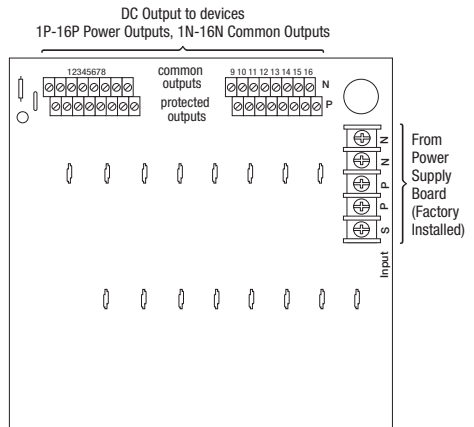 DC Output to devices
1P-16P Power Outputs, 1N-16N Common Outputs
12345678
common
outputs
9 10 11 12 13 14 15 16
N
protected
outputs
P
N
N
P
P
S
Input
From
Power
Supply
Board
(Factory
Installed)